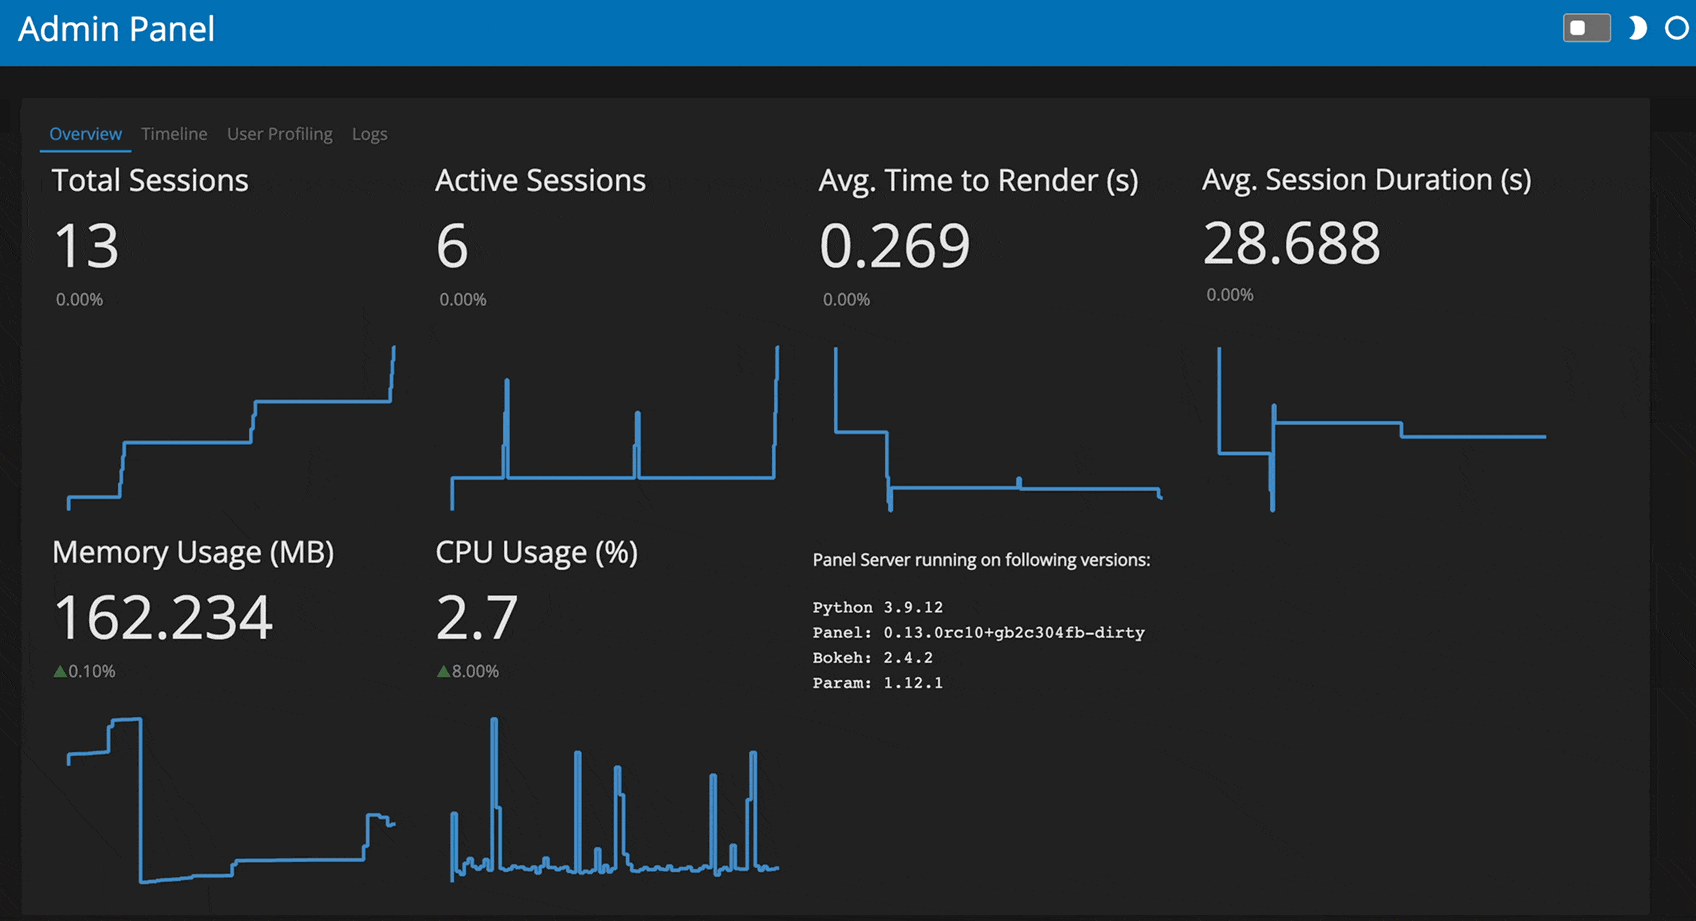 Admin Panel
Overview Timeline User Profiling Logs
Total Sessions
13
0.00%
Active Sessions
6
0.00%
Avg. Time to Render (s)
0.269
0.00%
Avg. Session Duration (s)
28.688
0.00%
Memory Usage (MB)
162.234
▲0.10%
CPU Usage (%)
2.7
▲8.00%
Panel Server running on following versions:
Python 3.9.12
Panel: 0.13.0rc10+gb2c304fb-dirty
Bokeh: 2.4.2
Param: 1.12.1